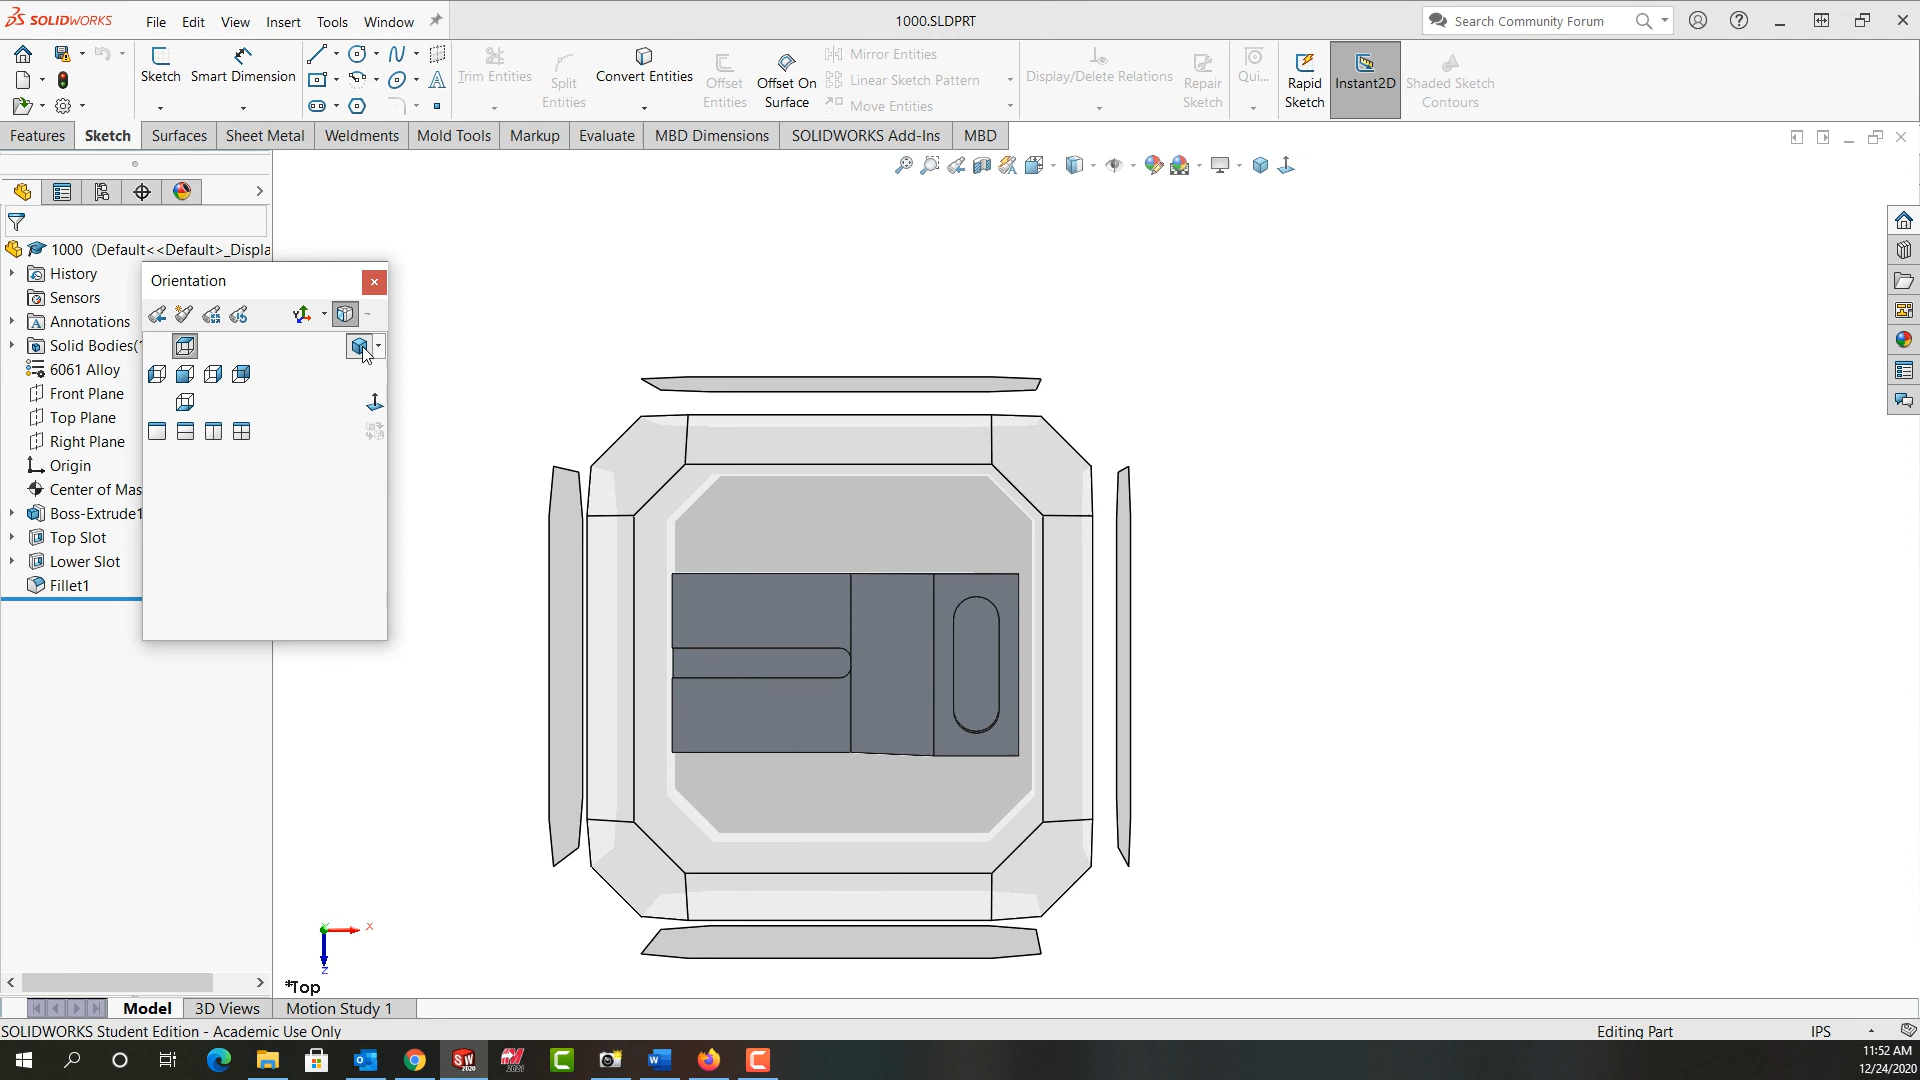 SOLIDWORKS File Edit View Insert Tools Window 1000.SLDPRT Search Community Forum
Sketch Smart Dimension Trim Entities Split Entities Convert Entities Offset Entities Offset On Surface Mirror Entities Linear Sketch Pattern Move Entities Display/Delete Relations Repair Sketch Qui... Rapid Sketch Instant2D Shaded Sketch Contours
Features Sketch Surfaces Sheet Metal Weldments Mold Tools Markup Evaluate MBD Dimensions SOLIDWORKS Add-Ins MBD
1000 (Default<<Default>_Displa
Orientation
History
Sensors
Annotations
Solid Bodies(
6061 Alloy
Front Plane
Top Plane
Right Plane
Origin
Center of Mas
Boss-Extrude1
Top Slot
Lower Slot
Fillet1
Y X
Z
*Top
Model 3D Views Motion Study 1
SOLIDWORKS Student Edition - Academic Use Only Editing Part IPS
11:52 AM
12/24/2020